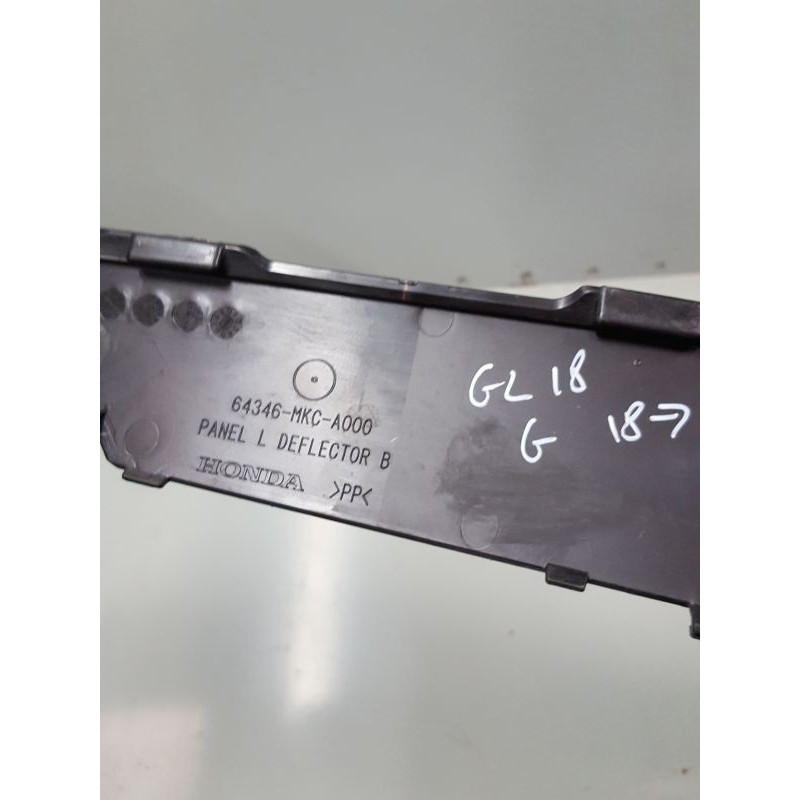 64346-MKC-A000
PANEL L DEFLECTOR B
HONDA >PP<
GL 18
G 18→